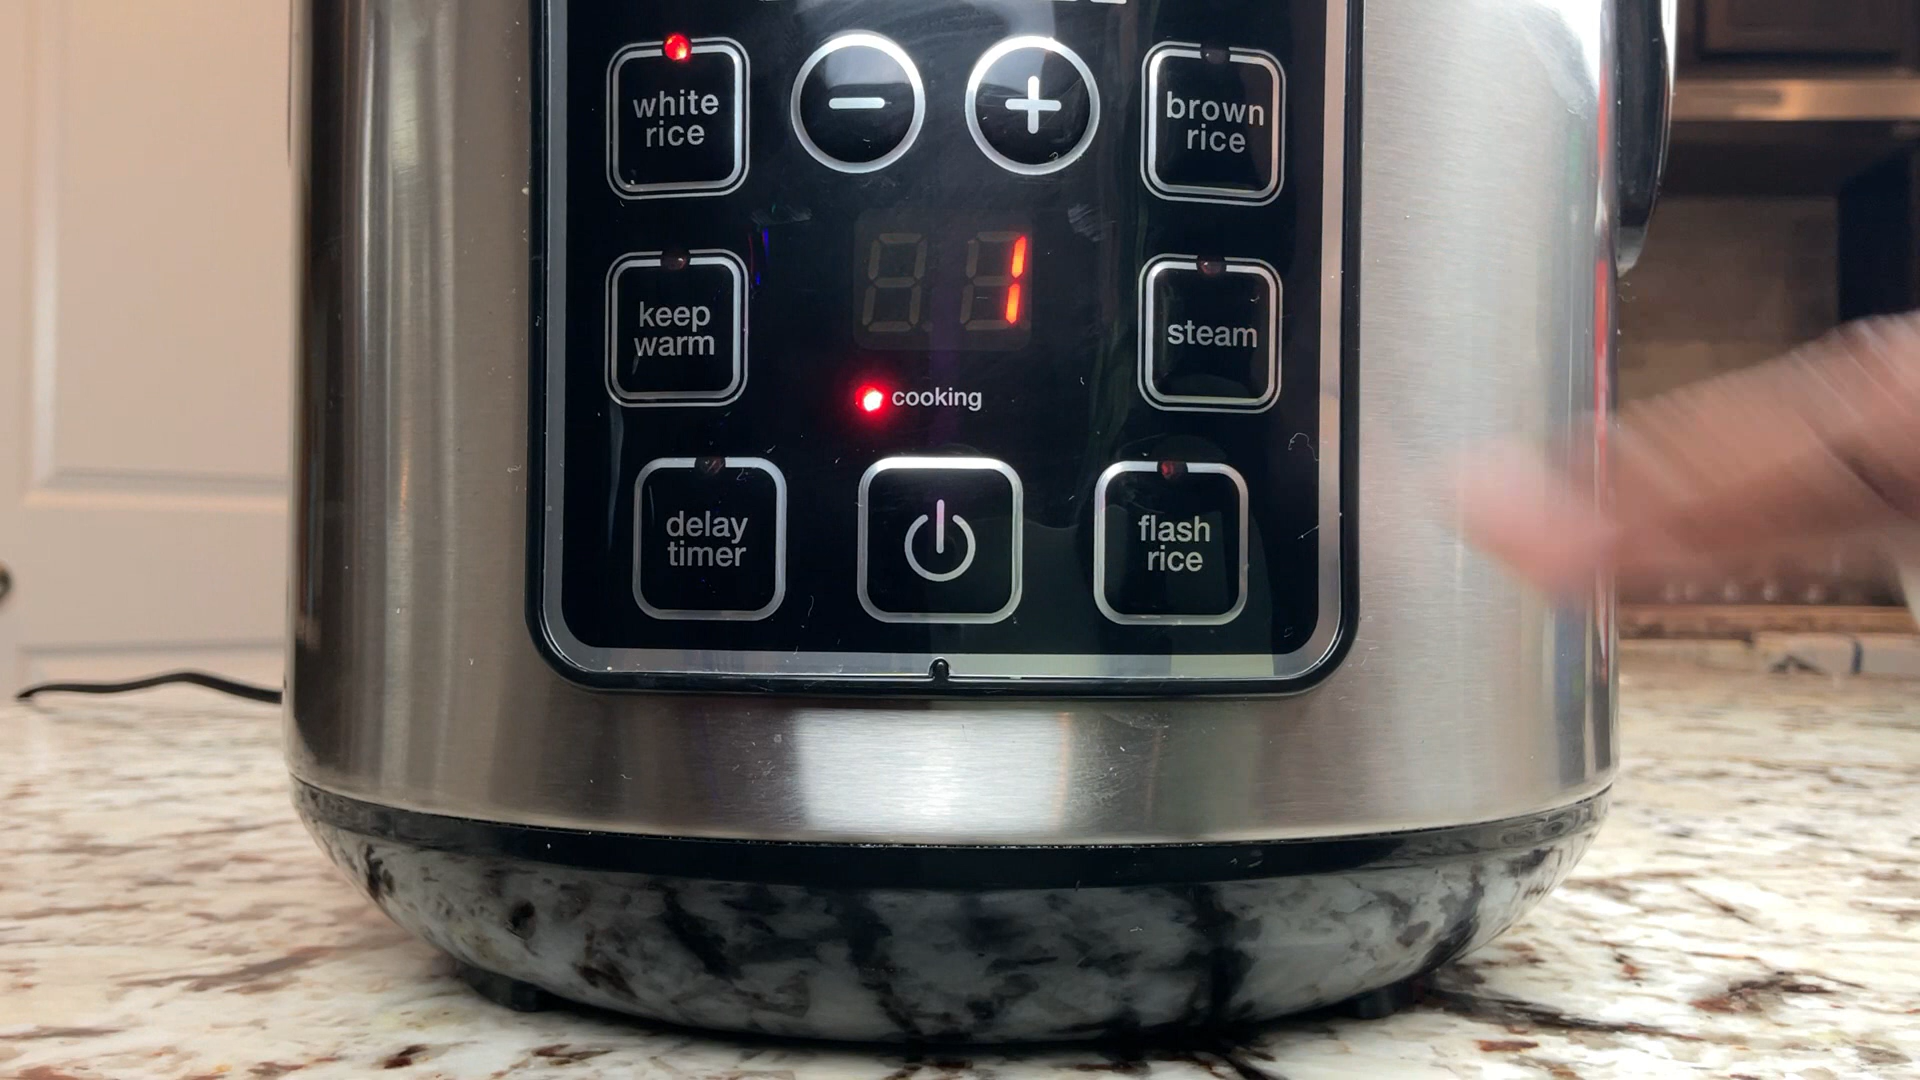 white
rice
− +
brown
rice
keep
warm
1
steam
cooking
delay
timer
flash
rice